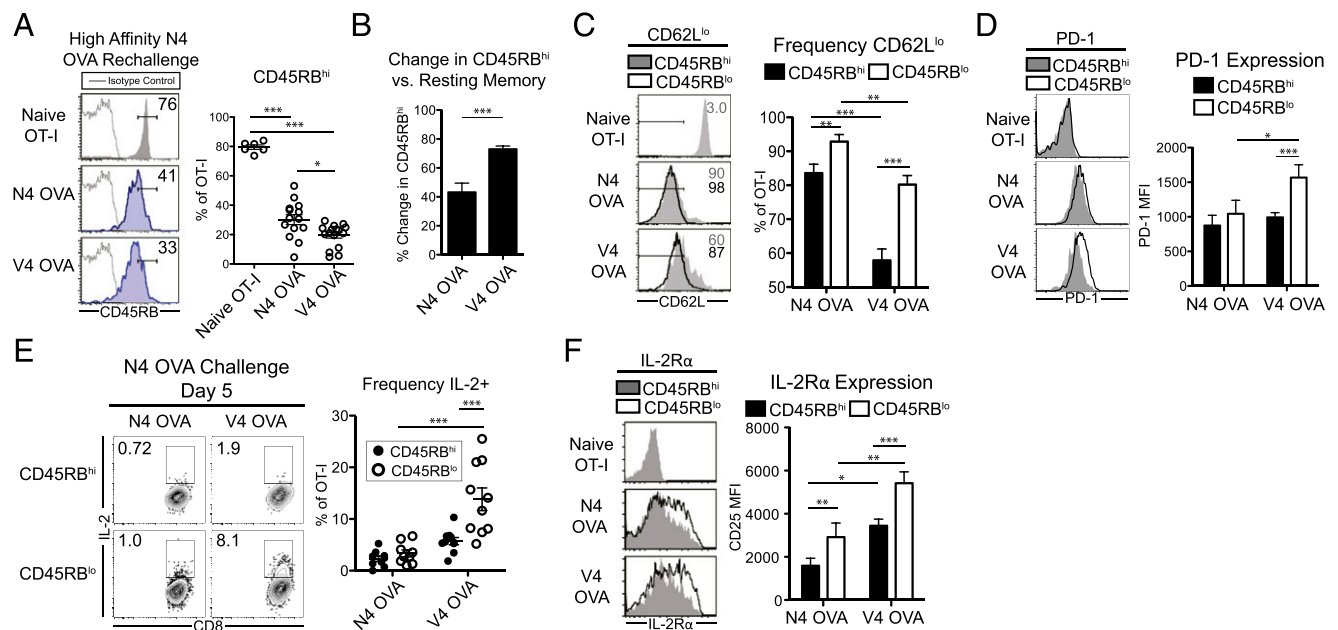 A
High Affinity N4
OVA Rechallenge
Isotype Control
Naive
OT-I
76
N4
OVA
41
V4 OVA
33
CD45RB
CD45RBhi
***
***
*
% of OT-I
100
80
60
40
20
0
Naive OT-I
N4 OVA
V4 OVA
B
Change in CD45RBhi
vs. Resting Memory
***
% Change in CD45RBhi
100
80
60
40
20
0
N4 OVA
V4 OVA
C
CD62Llo
CD45RBhi
CD45RBlo
Naive
OT-I
3.0
N4
OVA
90
98
V4
OVA
60
87
CD62L
Frequency CD62Llo
CD45RBhi
CD45RBlo
**
***
**
***
% of OT-I
100
90
80
70
60
50
N4 OVA
V4 OVA
D
PD-1
CD45RBhi
CD45RBlo
Naive
OT-I
N4
OVA
V4
OVA
PD-1
PD-1 Expression
CD45RBhi
CD45RBlo
*
***
PD-1 MFI
2000
1500
1000
500
0
N4 OVA
V4 OVA
E
N4 OVA Challenge
Day 5
N4 OVA
V4 OVA
CD45RBhi
0.72
1.9
IL-2
CD45RBlo
1.0
8.1
CD8
Frequency IL-2+
***
***
CD45RBhi
CD45RBlo
% of OT-I
30
20
10
0
N4 OVA
V4 OVA
F
IL-2Rα
CD45RBhi
CD45RBlo
Naive
OT-I
N4
OVA
V4
OVA
IL-2Rα
IL-2Rα Expression
CD45RBhi
CD45RBlo
***
**
*
**
CD25 MFI
8000
6000
4000
2000
0
N4 OVA
V4 OVA